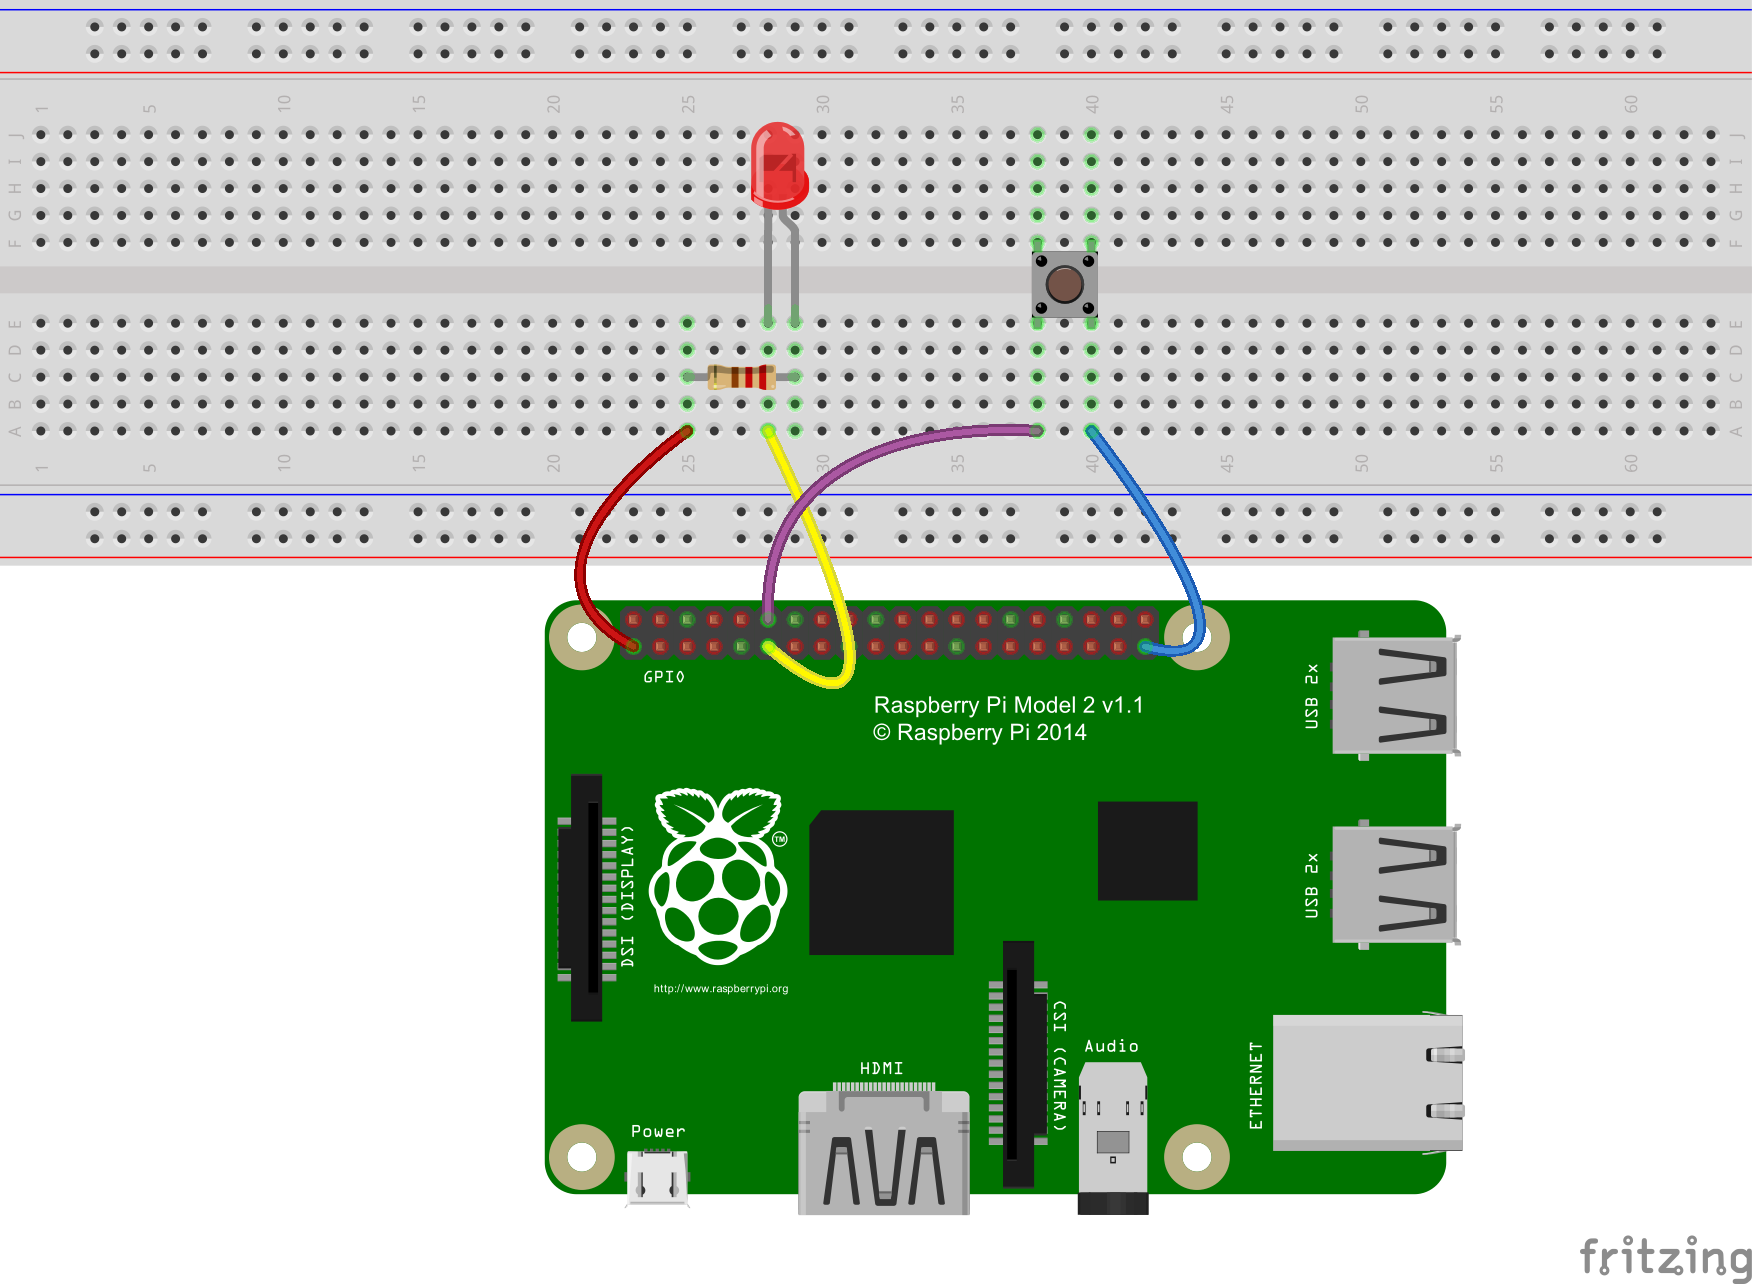 1 5 10 15 20 25 30 35 40 45 50 55 60
J J
I I
H H
G G
F F
E E
D D
C C
B B
A A
1 5 10 15 20 25 30 35 40 45 50 55 60
GPIO
Raspberry Pi Model 2 v1.1
© Raspberry Pi 2014
USB 2x
TM
DSI (DISPLAY)
USB 2x
http://www.raspberrypi.org
CSI (CAMERA)
Audio
HDMI
ETHERNET
Power
fritzing